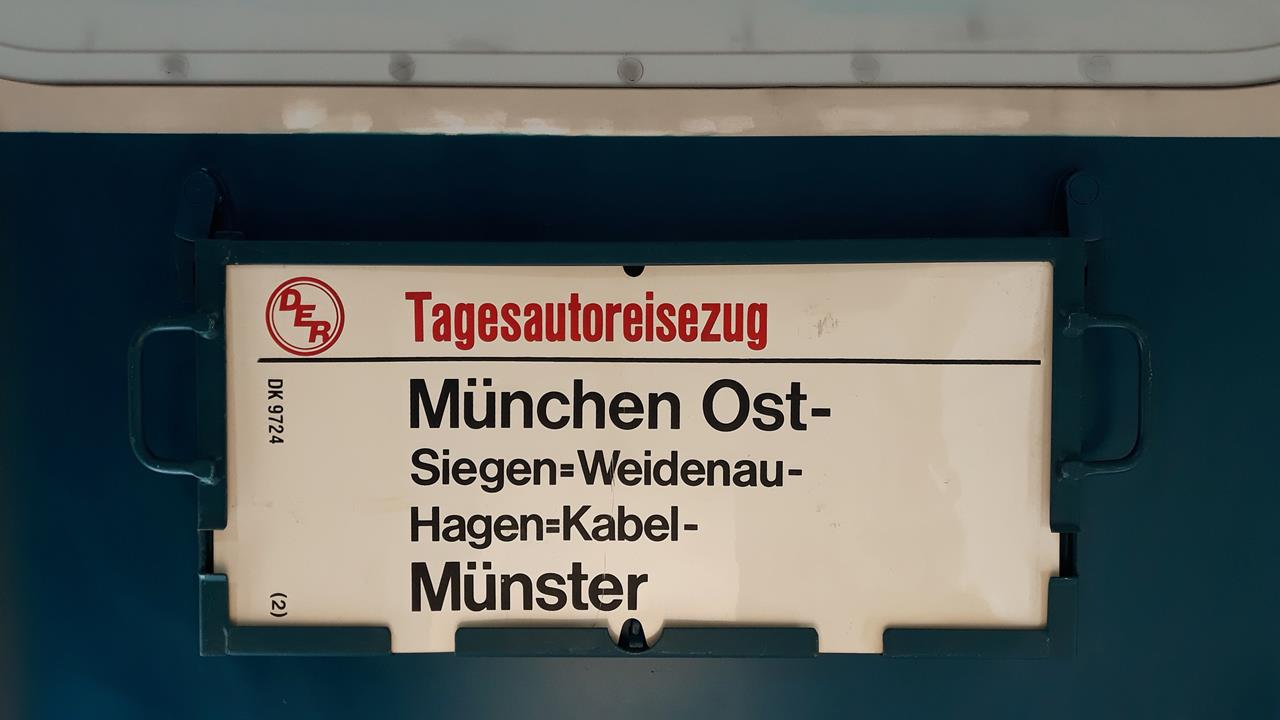 DER
Tagesautoreisezug
DK 9724
München Ost-
Siegen=Weidenau-
Hagen=Kabel-
Münster
(2)